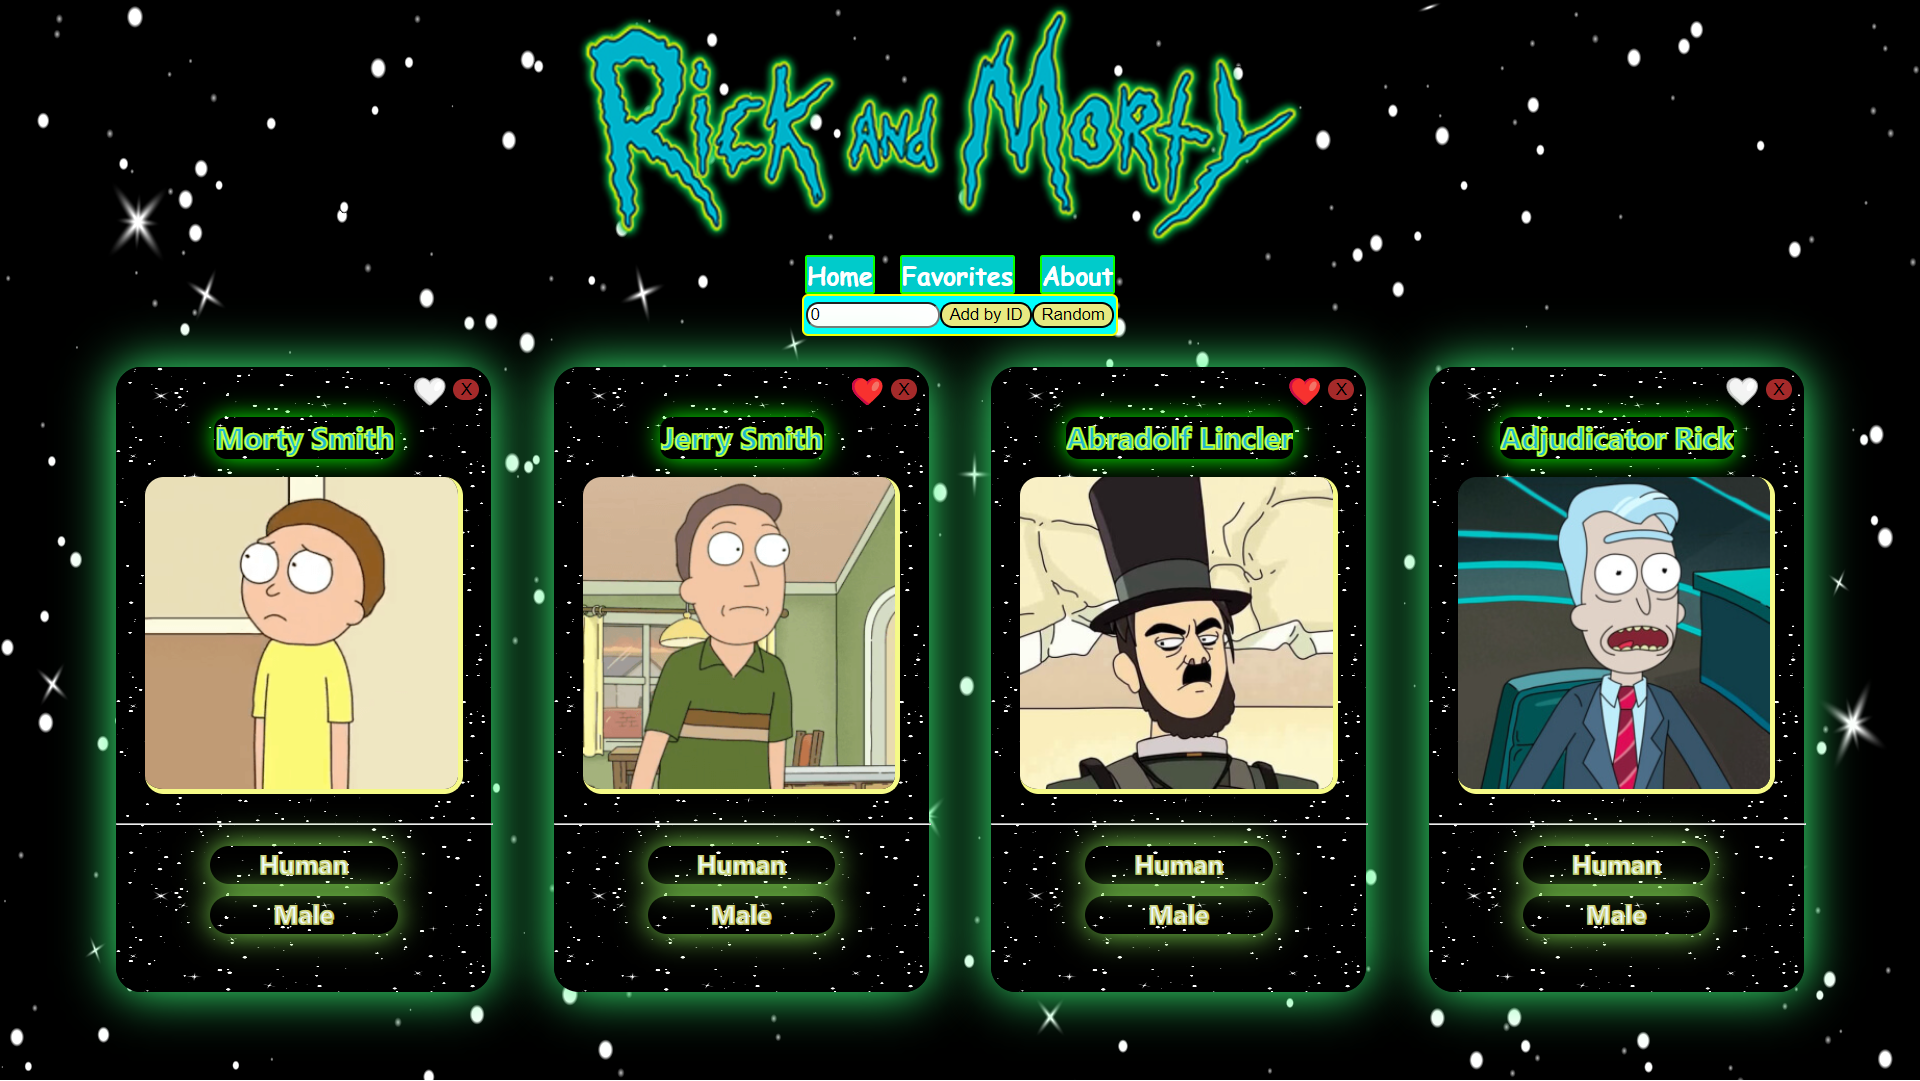 Rick and Morty
Home Favorites About
0 Add by ID Random
X
Morty Smith
Human
Male
X
Jerry Smith
Human
Male
X
Abradolf Lincler
Human
Male
X
Adjudicator Rick
Human
Male